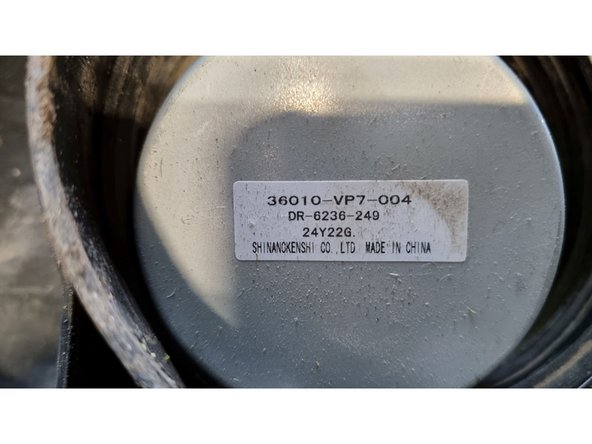 36010-VP7-004
DR-6236-249
24Y22G.
SHINANOKENSHI CO.,LTD. MADE IN CHINA